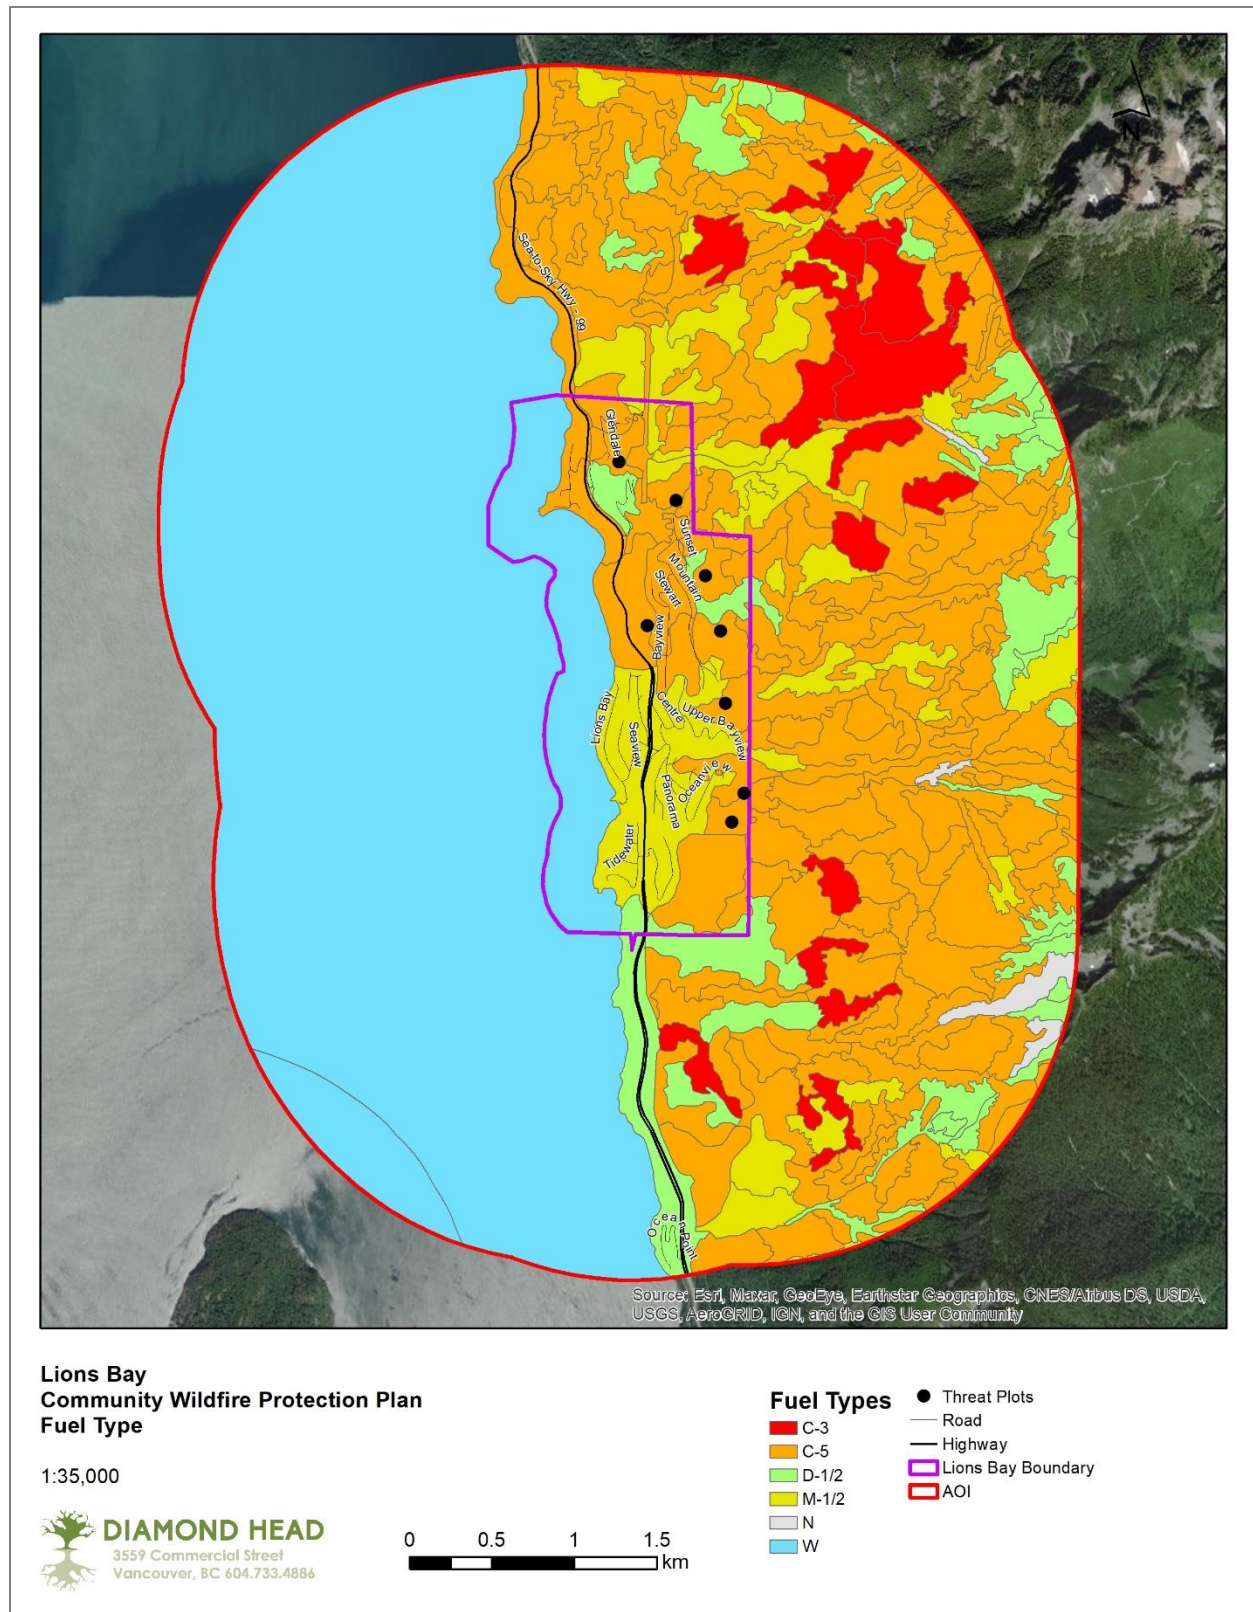 N
Sea-to-Sky Hwy - 99
Glendale
Sunset
Mountain
Stewart
Bayview
Lions Bay
Centre
Upper Bayview
Seaview
Oceanview
Panorama
Tidewater
Ocean Point
Source: Esri, Maxar, GeoEye, Earthstar Geographics, CNES/Airbus DS, USDA,
USGS, AeroGRID, IGN, and the GIS User Community
Lions Bay
Community Wildfire Protection Plan
Fuel Type
1:35,000
DIAMOND HEAD
3559 Commercial Street
Vancouver, BC 604.733.4886
0 0.5 1 1.5
km
Fuel Types
C-3
C-5
D-1/2
M-1/2
N
W
Threat Plots
Road
Highway
Lions Bay Boundary
AOI